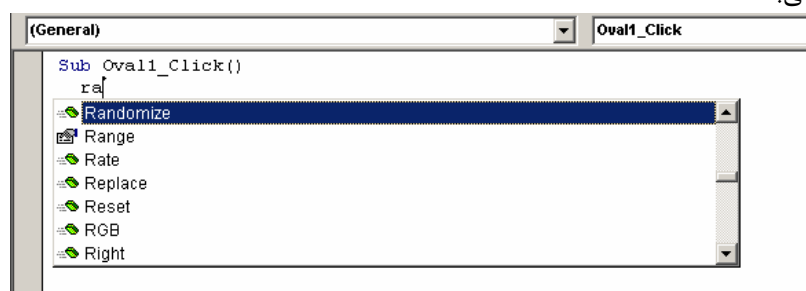 (General) Oval1_Click
Sub Oval1_Click()
ra
Randomize
Range
Rate
Replace
Reset
RGB
Right